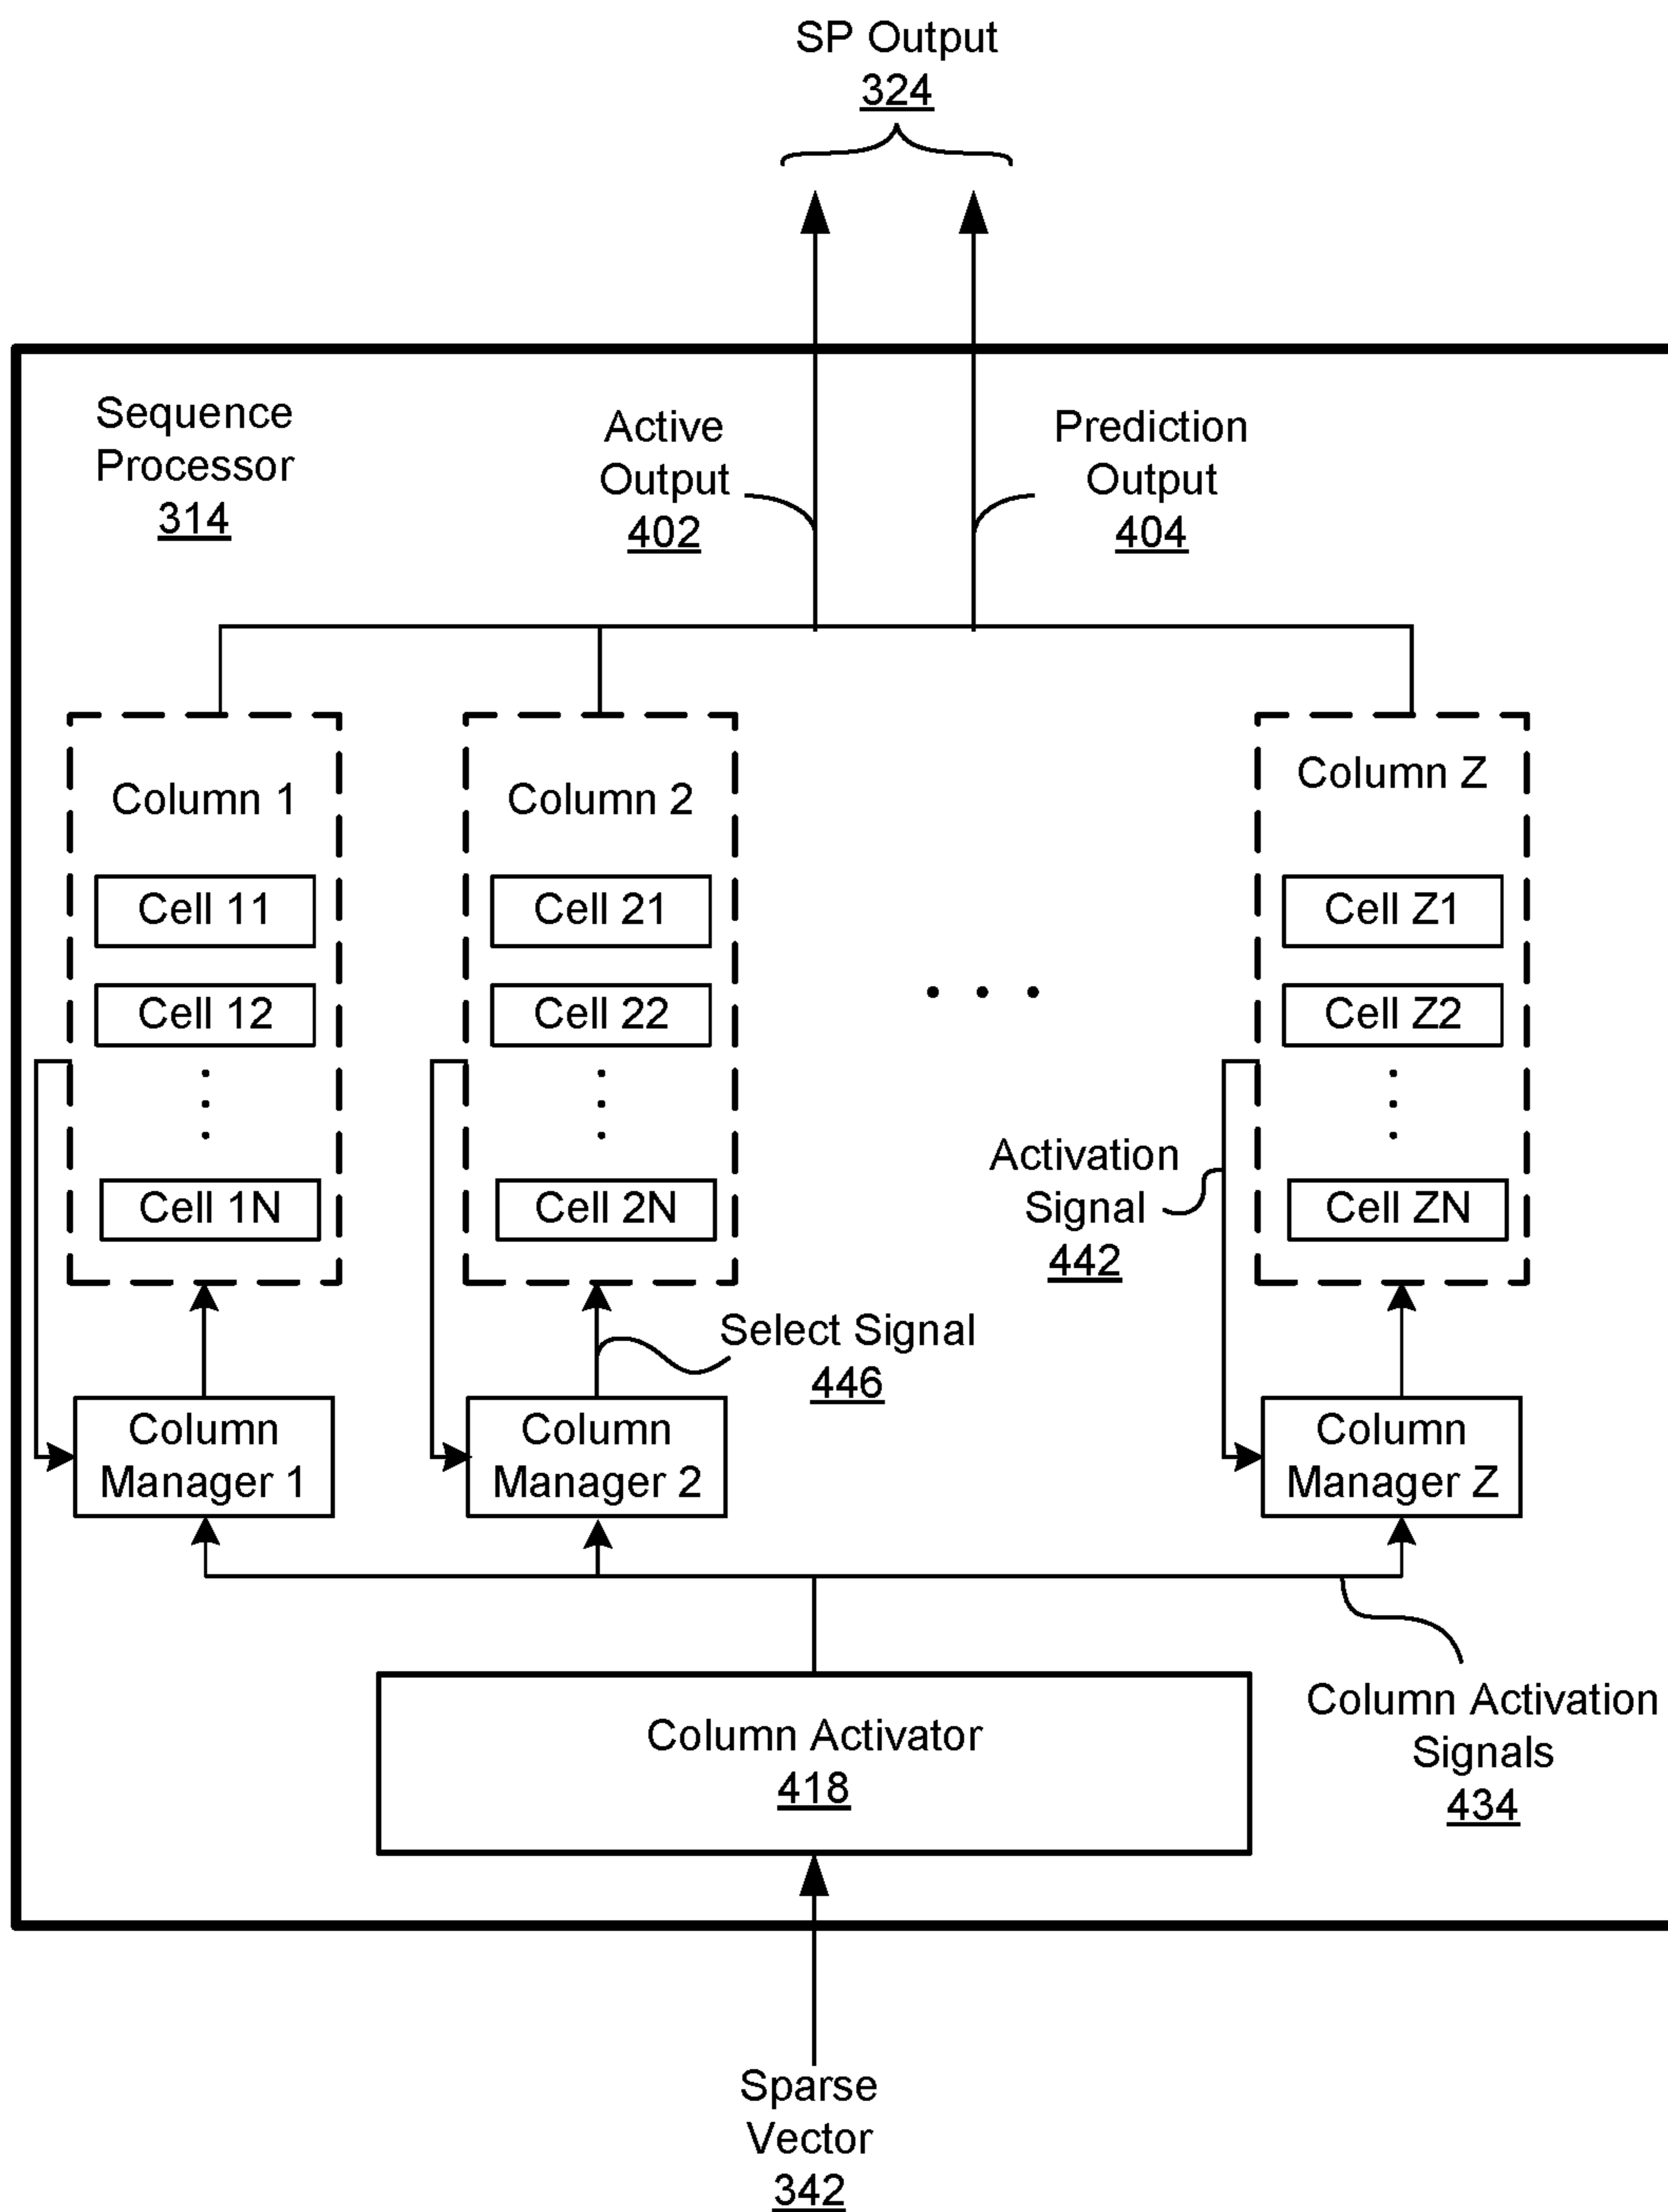 SP Output
324
Sequence
Processor
314
Active
Output
402
Prediction
Output
404
Column 1
Cell 11
Cell 12
Cell 1N
Column 2
Cell 21
Cell 22
Cell 2N
. . .
Column Z
Cell Z1
Cell Z2
Cell ZN
Activation
Signal
442
Select Signal
446
Column
Manager 1
Column
Manager 2
Column
Manager Z
Column Activator
418
Column Activation
Signals
434
Sparse
Vector
342